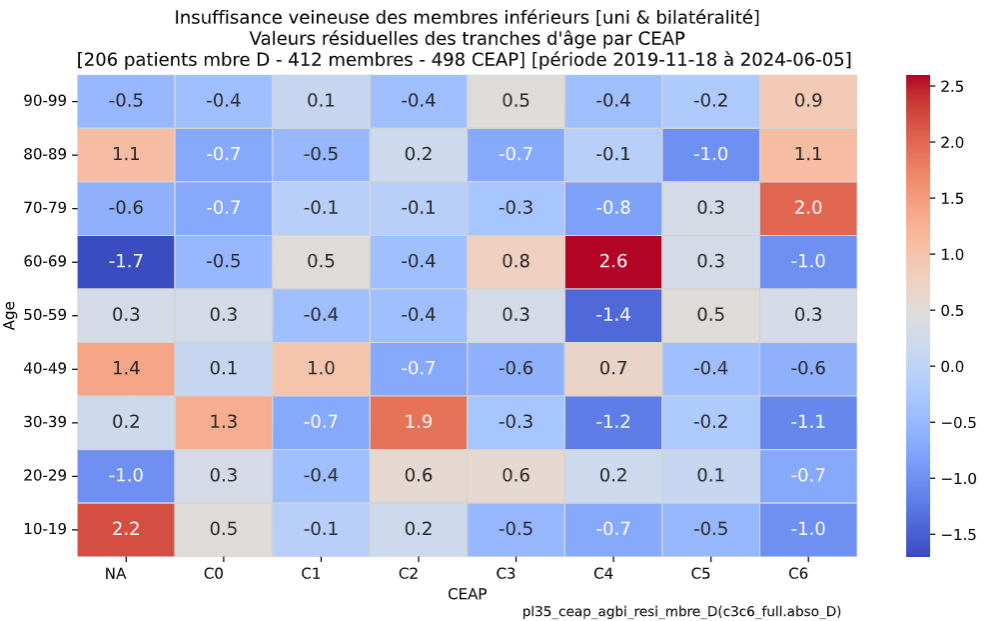 Insuffisance veineuse des membres inférieurs [uni & bilatéralité]
Valeurs résiduelles des tranches d'âge par CEAP
[206 patients mbre D - 412 membres - 498 CEAP] [période 2019-11-18 à 2024-06-05]
90-99 -0.5 -0.4 0.1 -0.4 0.5 -0.4 -0.2 0.9
80-89 1.1 -0.7 -0.5 0.2 -0.7 -0.1 -1.0 1.1
70-79 -0.6 -0.7 -0.1 -0.1 -0.3 -0.8 0.3 2.0
60-69 -1.7 -0.5 0.5 -0.4 0.8 2.6 0.3 -1.0
50-59 0.3 0.3 -0.4 -0.4 0.3 -1.4 0.5 0.3
40-49 1.4 0.1 1.0 -0.7 -0.6 0.7 -0.4 -0.6
30-39 0.2 1.3 -0.7 1.9 -0.3 -1.2 -0.2 -1.1
20-29 -1.0 0.3 -0.4 0.6 0.6 0.2 0.1 -0.7
10-19 2.2 0.5 -0.1 0.2 -0.5 -0.7 -0.5 -1.0
Age
NA C0 C1 C2 C3 C4 C5 C6
CEAP
2.5
2.0
1.5
1.0
0.5
0.0
−0.5
−1.0
−1.5
pl35_ceap_agbi_resi_mbre_D(c3c6_full.abso_D)